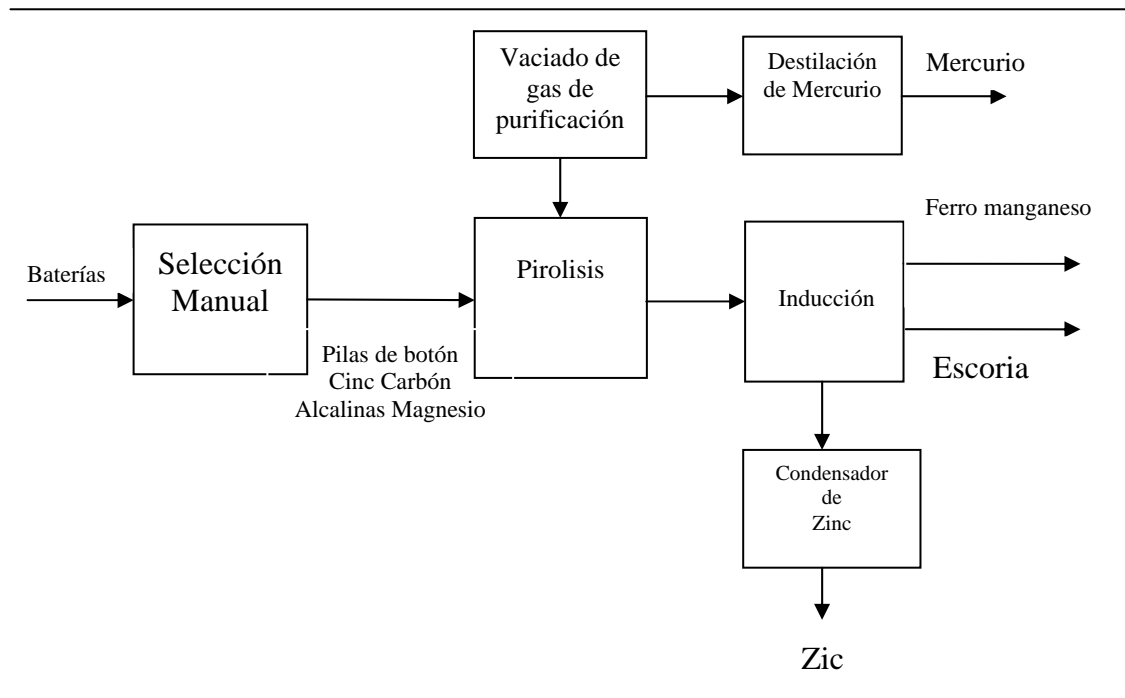 Vaciado de
gas de
purificación
Destilación
de Mercurio
Mercurio
Baterías
Selección
Manual
Pilas de botón
Cinc Carbón
Alcalinas Magnesio
Pirolisis
Inducción
Ferro manganeso
Escoria
Condensador
de
Zinc
Zic